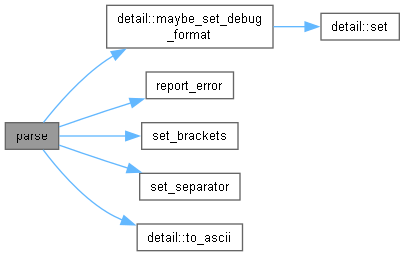 detail::maybe_set_debug
_format
detail::set
report_error
parse
set_brackets
set_separator
detail::to_ascii